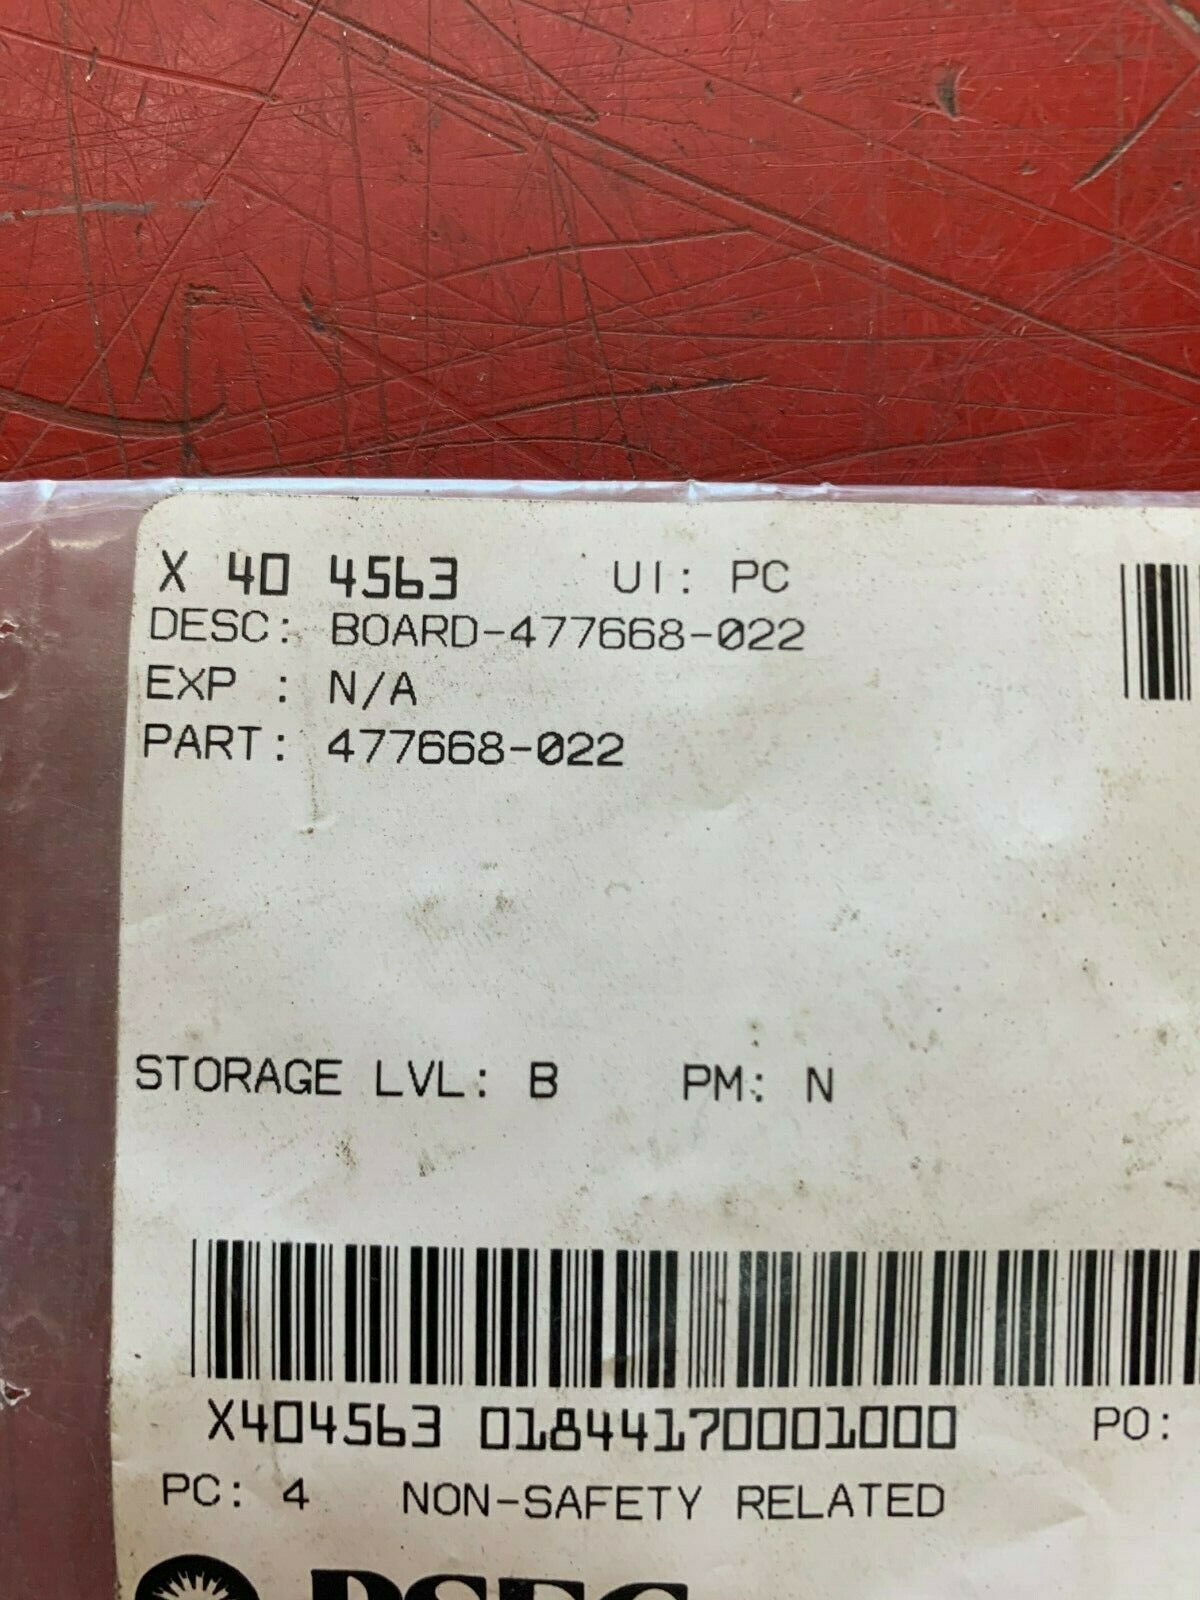 X 40 4563 UI: PC
DESC: BOARD-477668-022
EXP : N/A
PART: 477668-022
STORAGE LVL: B PM: N
X404563 01844170001000 PO:
PC: 4 NON-SAFETY RELATED
PSEG